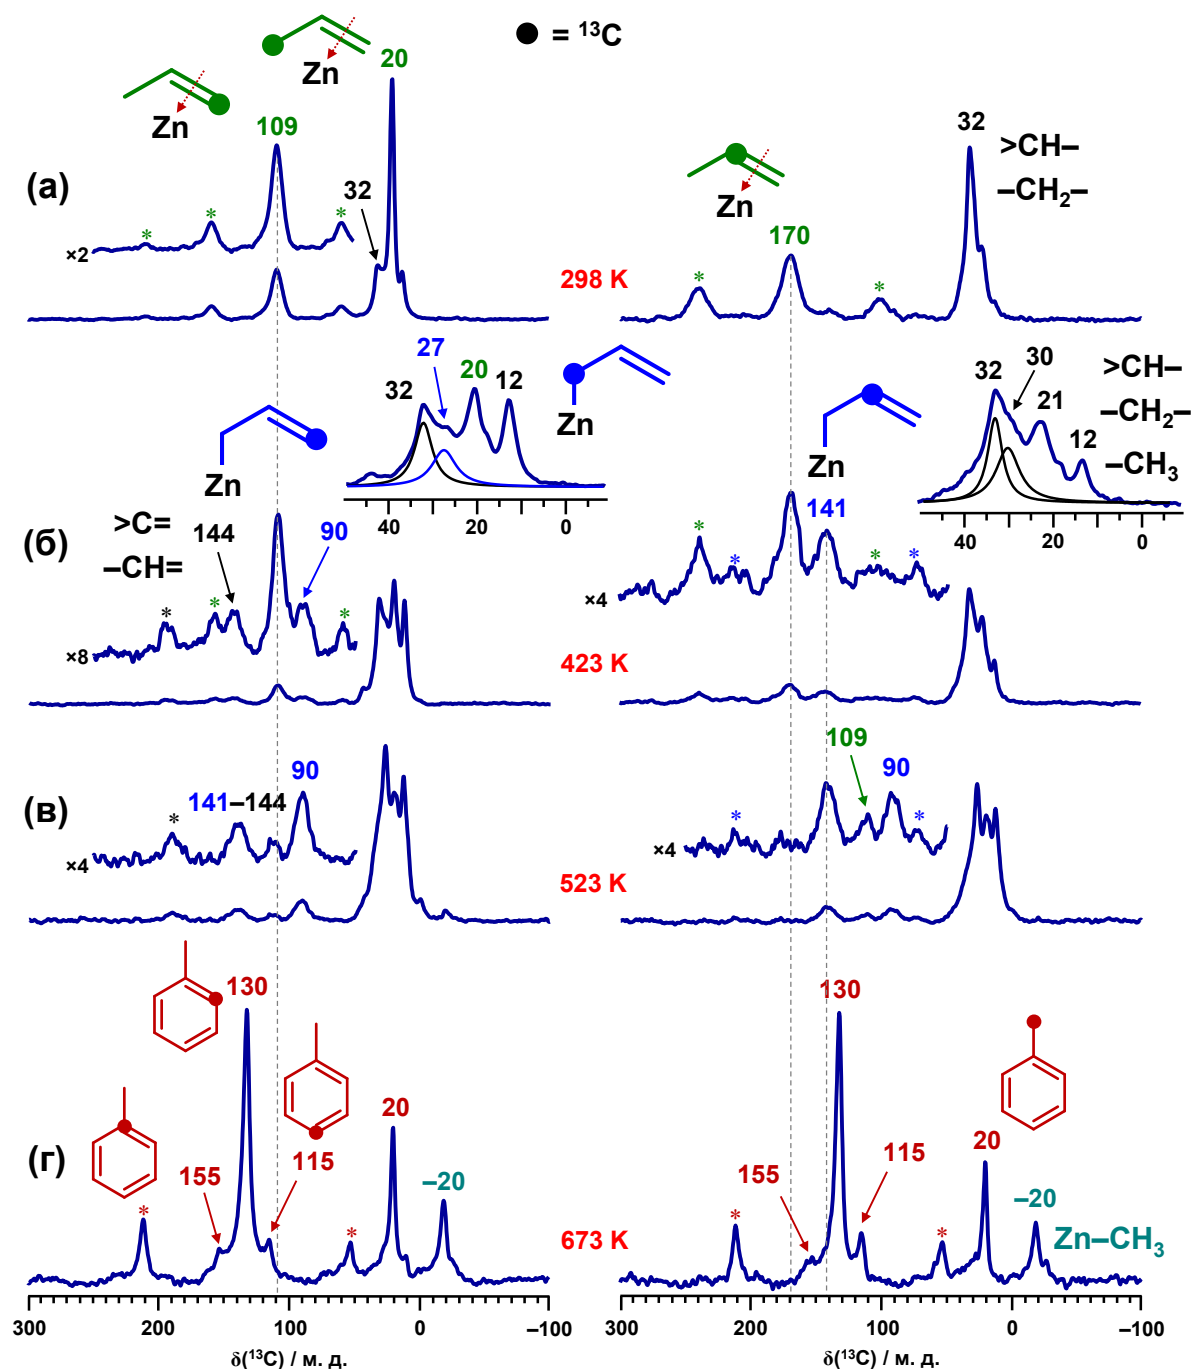 ● = ¹³C
Zn
Zn
109
20
32
(а)
* * *
×2
Zn
170
32
>CH–
–CH₂–
* *
298 K
Zn
>C=
–CH=
144
90
27
32
20
12
Zn
40 20 0
(б)
* * * *
×8
Zn
141
32
30
21
12
>CH–
–CH₂–
–CH₃
40 20 0
* * * *
×4
423 K
(в)
141–144
90
*
×4
109
90
* *
×4
523 K
(г)
130
155
115
20
–20
* *
130
155
115
20
–20
Zn–CH₃
* *
673 K
300 200 100 0 –100
300 200 100 0 –100
δ(¹³C) / м. д.
δ(¹³C) / м. д.